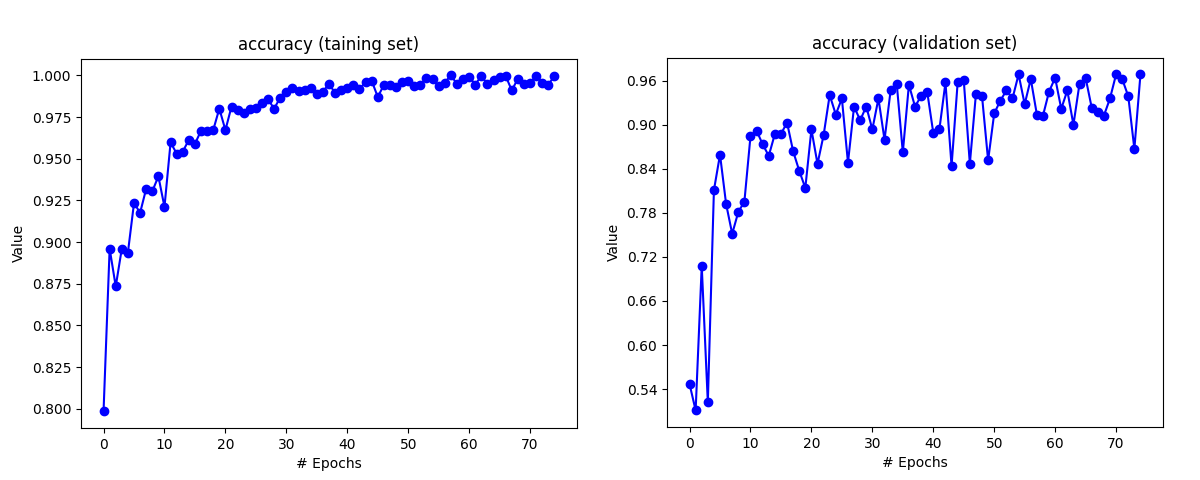 accuracy (taining set)
1.000
0.975
0.950
0.925
0.900
0.875
0.850
0.825
0.800
Value
0 10 20 30 40 50 60 70
# Epochs
accuracy (validation set)
0.96
0.90
0.84
0.78
0.72
0.66
0.60
0.54
Value
0 10 20 30 40 50 60 70
# Epochs